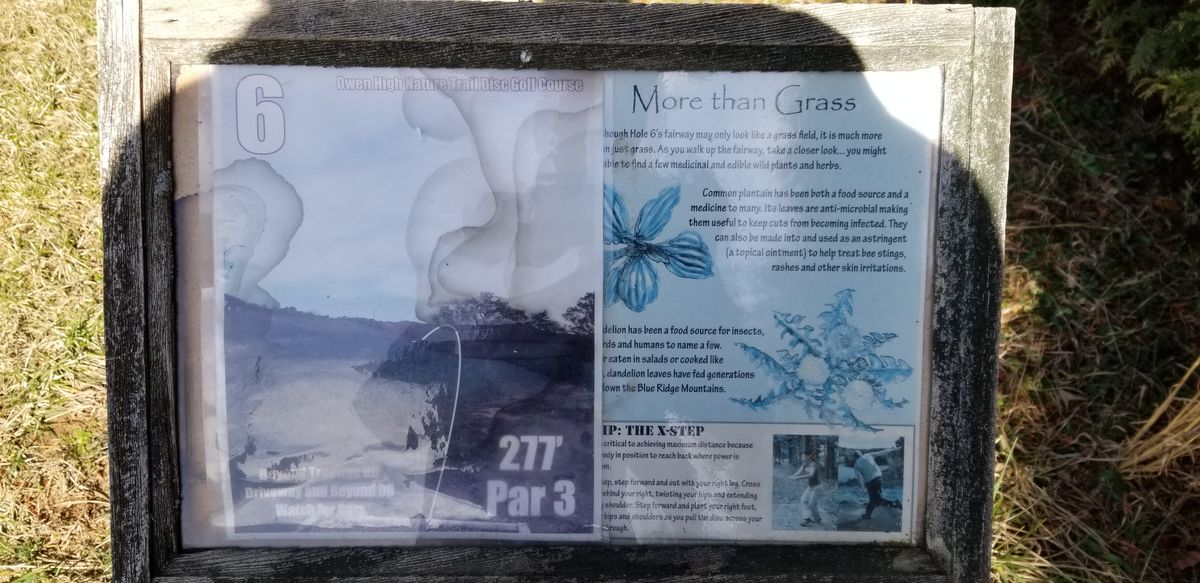 6
Owen High Nature Trail Disc Golf Course
277'
Par 3
Driveway and Beyond
Watch for
More than Grass
hough Hole 6's fairway may only look like a grass field, it is much more
n just grass. As you walk up the fairway, take a closer look... you might
able to find a few medicinal and edible wild plants and herbs.
Common plantain has been both a food source and a
medicine to many. Its leaves are anti-microbial making
them useful to keep cuts from becoming infected. They
can also be made into and used as an astringent
(a topical ointment) to help treat bee stings,
rashes and other skin irritations.
delion has been a food source for insects,
rds and humans to name a few.
r eaten in salads or cooked like
, dandelion leaves have fed generations
own the Blue Ridge Mountains.
IP: THE X-STEP
critical to achieving maximum distance because
ody in position to reach back where power is
m.
ep, step forward and out with your right leg. Cross
ehind your right, twisting your hips and extending
shoulder. Step forward and plant your right foot,
hips and shoulders as you pull the disc across your
through.